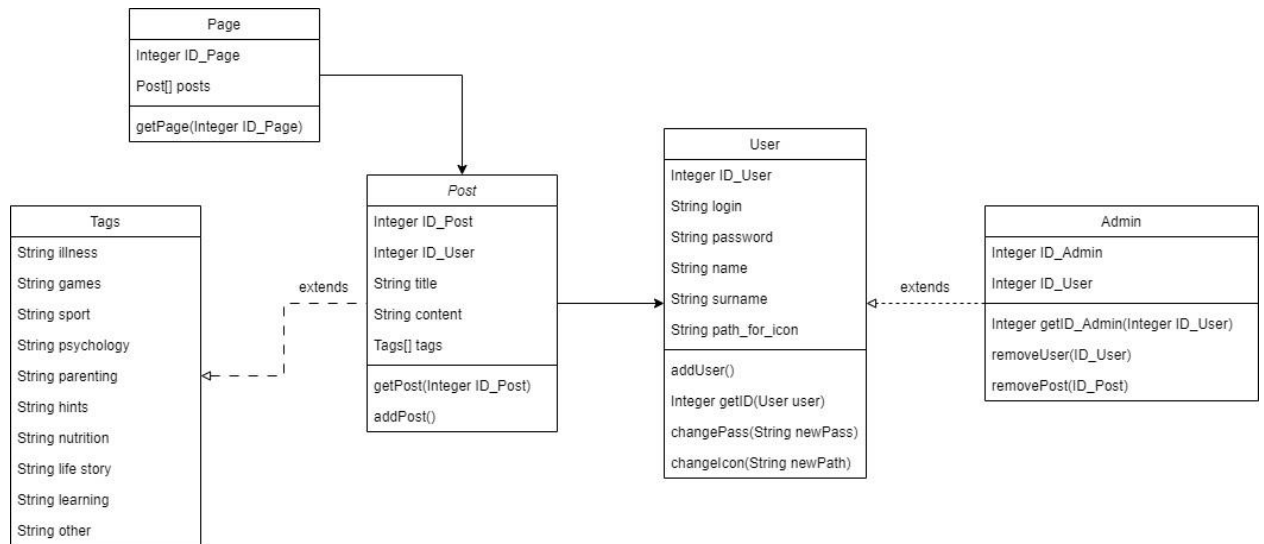 Page
Integer ID_Page
Post[] posts
getPage(Integer ID_Page)
Post
Integer ID_Post
Integer ID_User
String title
String content
Tags[] tags
getPost(Integer ID_Post)
addPost()
Tags
String illness
String games
String sport
String psychology
String parenting
String hints
String nutrition
String life story
String learning
String other
extends
User
Integer ID_User
String login
String password
String name
String surname
String path_for_icon
addUser()
Integer getID(User user)
changePass(String newPass)
changeIcon(String newPath)
extends
Admin
Integer ID_Admin
Integer ID_User
Integer getID_Admin(Integer ID_User)
removeUser(ID_User)
removePost(ID_Post)